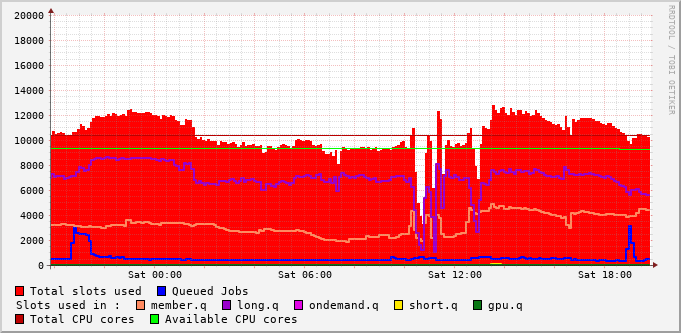 20000
18000
16000
14000
12000
10000
8000
6000
4000
2000
0
Sat 00:00 Sat 06:00 Sat 12:00 Sat 18:00
RRDTOOL / TOBI OETIKER
Total slots used Queued Jobs
Slots used in : member.q long.q ondemand.q short.q gpu.q
Total CPU cores Available CPU cores